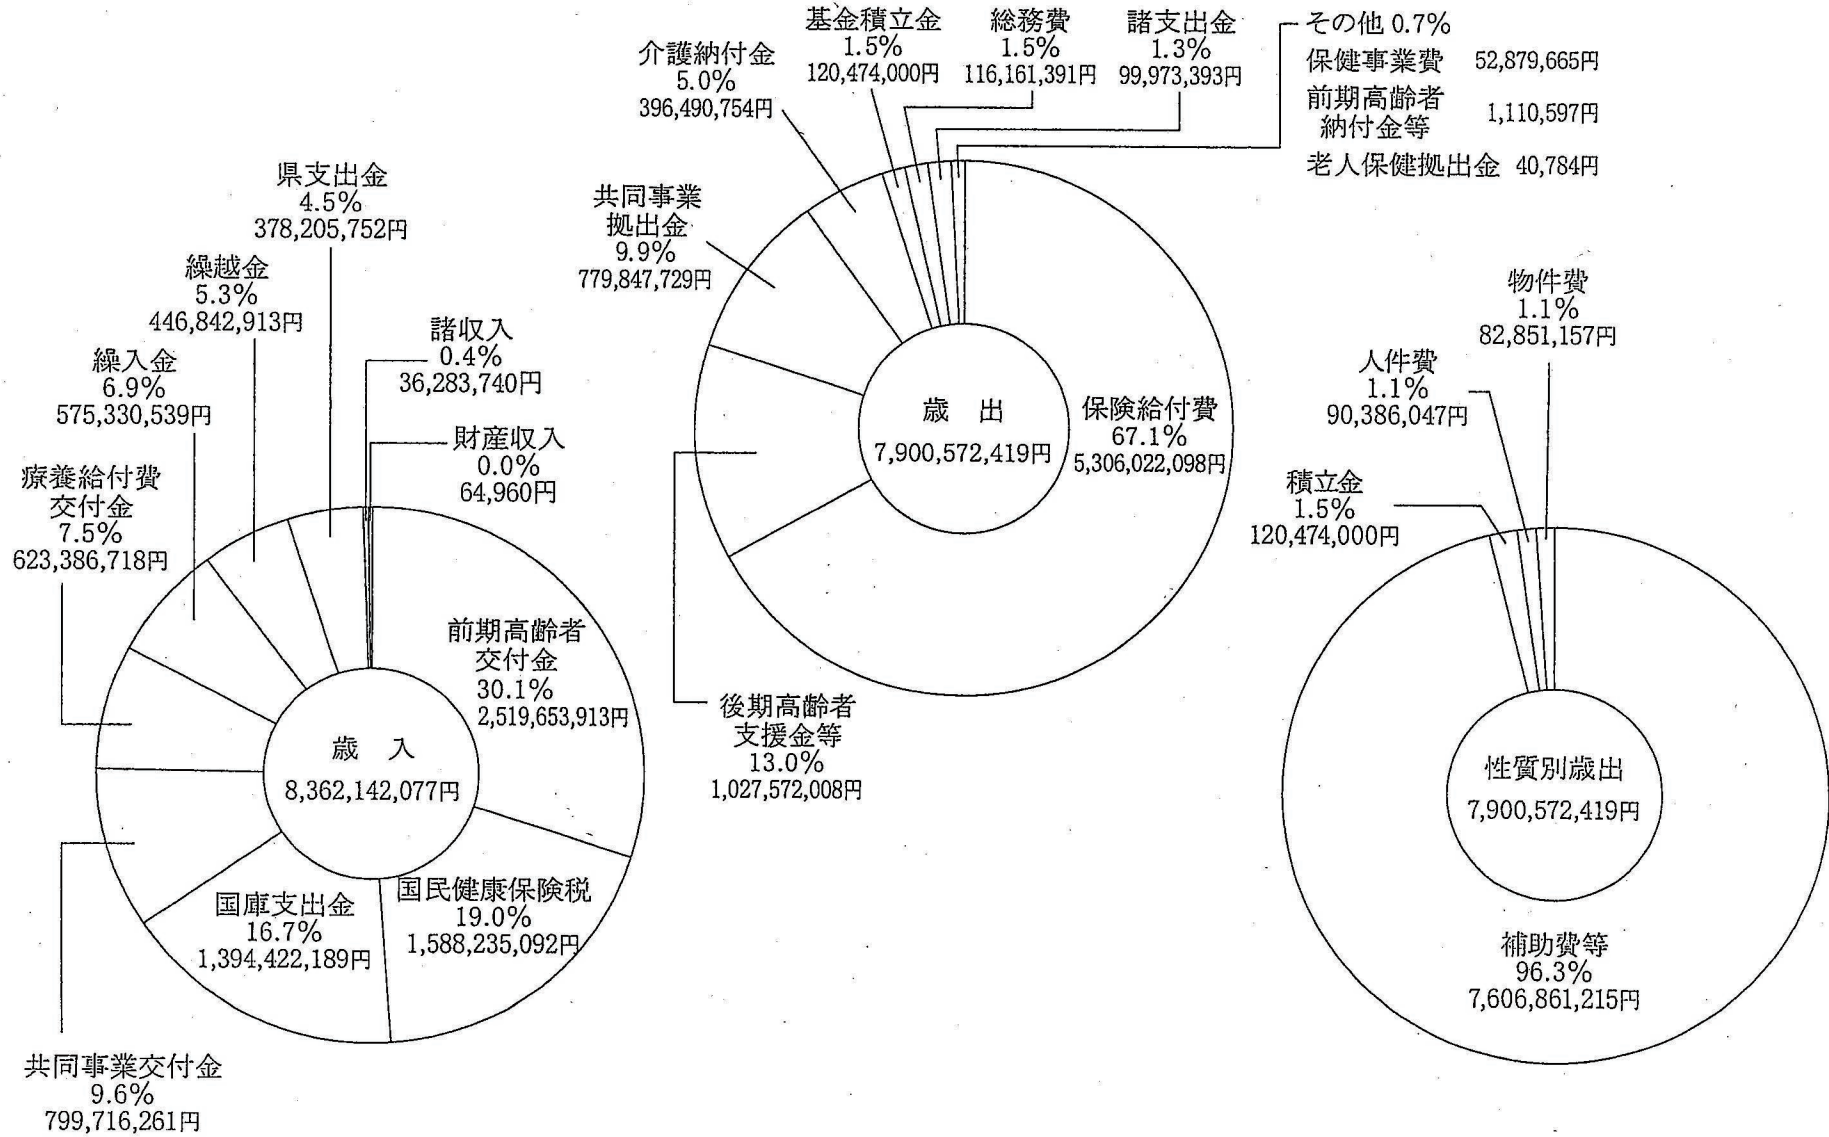 県支出金
4.5%
378,205,752円
繰越金
5.3%
446,842,913円
繰入金
6.9%
575,330,539円
療養給付費
交付金
7.5%
623,386,718円
諸収入
0.4%
36,283,740円
財産収入
0.0%
64,960円
前期高齢者
交付金
30.1%
2,519,653,913円
歳 入
8,362,142,077円
国民健康保険税
19.0%
1,588,235,092円
国庫支出金
16.7%
1,394,422,189円
共同事業交付金
9.6%
799,716,261円
基金積立金
1.5%
120,474,000円
総務費
1.5%
116,161,391円
諸支出金
1.3%
99,973,393円
その他 0.7%
保健事業費 52,879,665円
前期高齢者
納付金等 1,110,597円
老人保健拠出金 40,784円
介護納付金
5.0%
396,490,754円
共同事業
拠出金
9.9%
779,847,729円
歳 出
7,900,572,419円
保険給付費
67.1%
5,306,022,098円
後期高齢者
支援金等
13.0%
1,027,572,008円
物件費
1.1%
82,851,157円
人件費
1.1%
90,386,047円
積立金
1.5%
120,474,000円
性質別歳出
7,900,572,419円
補助費等
96.3%
7,606,861,215円